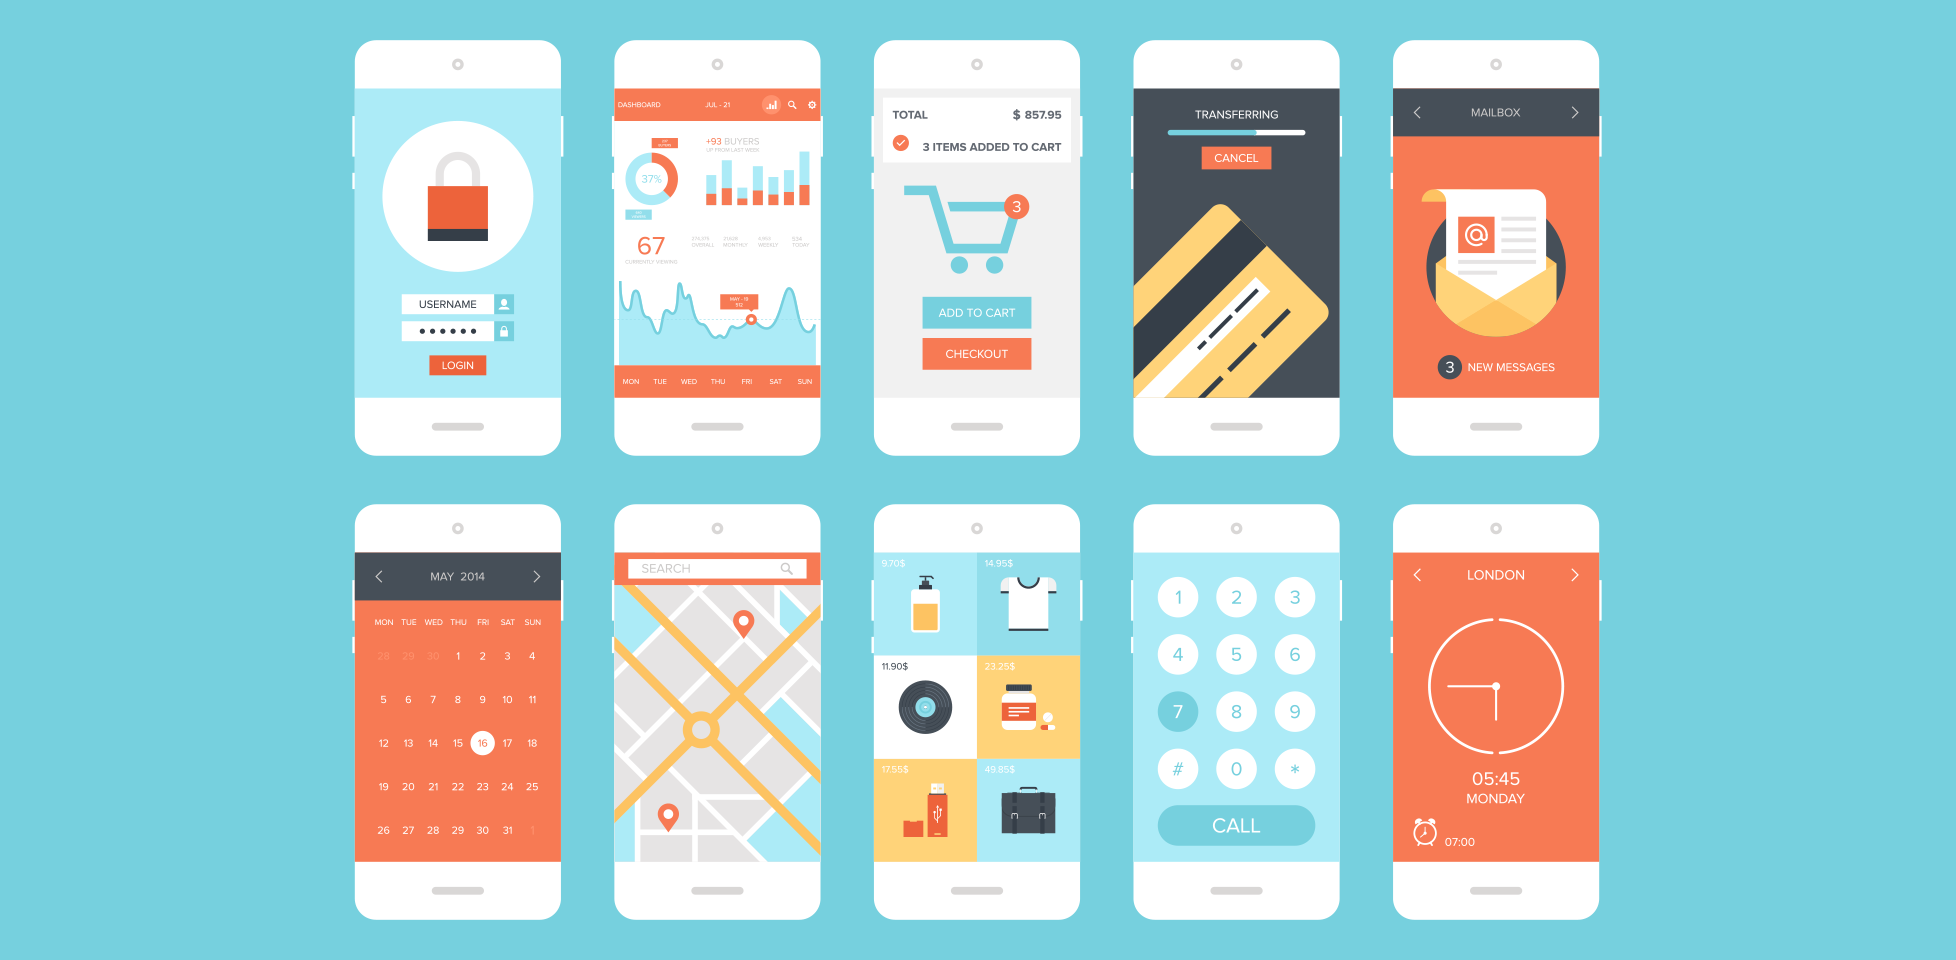 USERNAME
LOGIN
DASHBOARD
JUL - 21
37%
+93 BUYERS
UP FROM LAST WEEK
67
CURRENTLY VIEWING
OVERALL
MONTHLY
WEEKLY
TODAY
MAY - 18
MON TUE WED THU FRI SAT SUN
TOTAL $ 857.95
3 ITEMS ADDED TO CART
3
ADD TO CART
CHECKOUT
TRANSFERRING
CANCEL
MAILBOX
@
3 NEW MESSAGES
MAY 2014
MON TUE WED THU FRI SAT SUN
28 29 30 1 2 3 4
5 6 7 8 9 10 11
12 13 14 15 16 17 18
19 20 21 22 23 24 25
26 27 28 29 30 31 1
SEARCH
9.70$
14.95$
11.90$
23.25$
17.55$
49.85$
1 2 3
4 5 6
7 8 9
# 0 *
CALL
LONDON
05:45
MONDAY
07:00